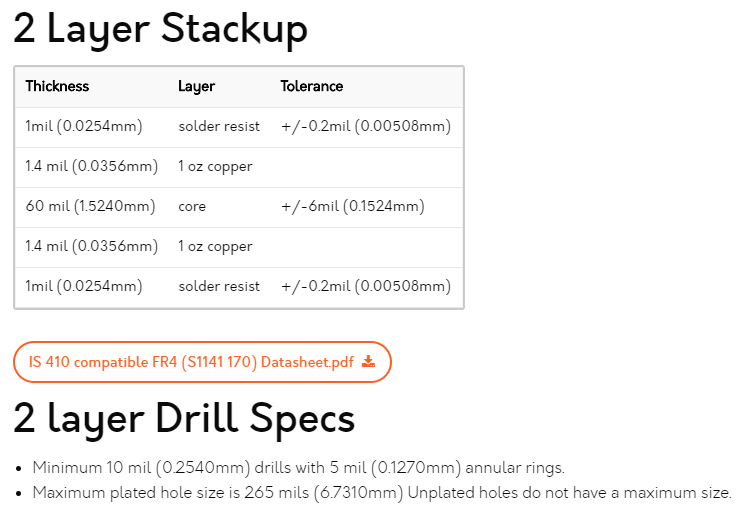 2 Layer Stackup
Thickness Layer Tolerance
1mil (0.0254mm) solder resist +/-0.2mil (0.00508mm)
1.4 mil (0.0356mm) 1 oz copper
60 mil (1.5240mm) core +/-6mil (0.1524mm)
1.4 mil (0.0356mm) 1 oz copper
1mil (0.0254mm) solder resist +/-0.2mil (0.00508mm)
IS 410 compatible FR4 (S1141 170) Datasheet.pdf
2 layer Drill Specs
• Minimum 10 mil (0.2540mm) drills with 5 mil (0.1270mm) annular rings.
• Maximum plated hole size is 265 mils (6.7310mm) Unplated holes do not have a maximum size.